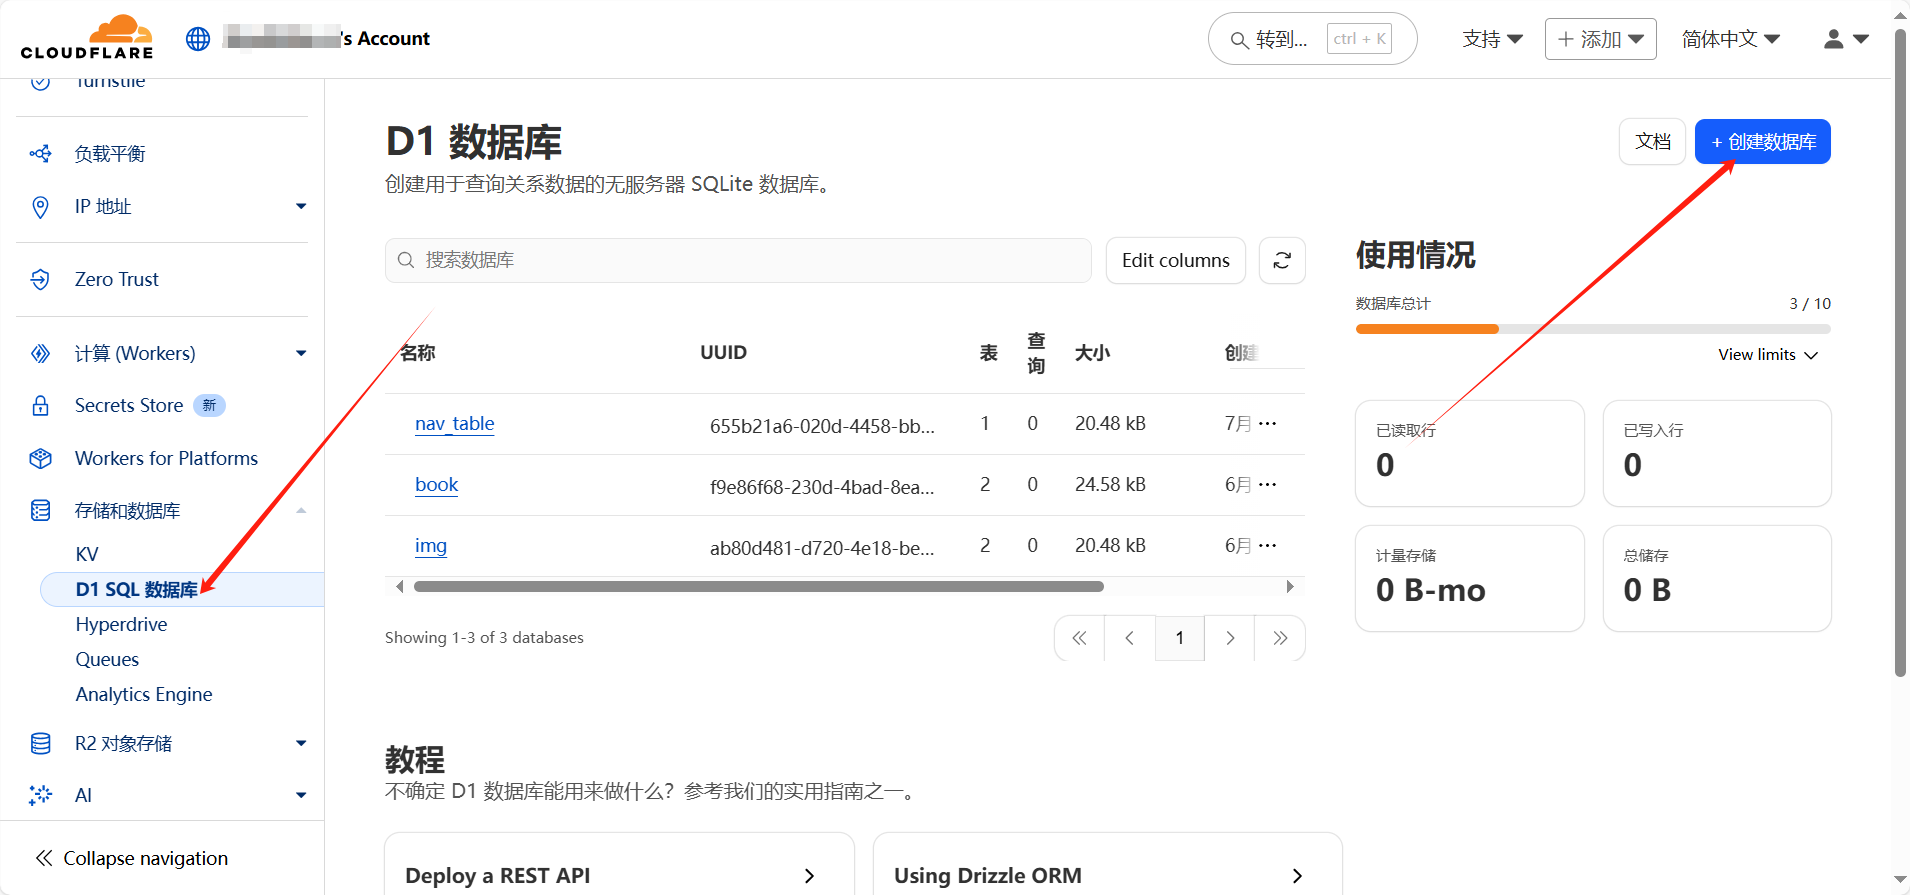 CLOUDFLARE
's Account
转到...
ctrl + K
支持
添加
简体中文
Turnstile
负载平衡
IP 地址
Zero Trust
计算 (Workers)
Secrets Store 新
Workers for Platforms
存储和数据库
KV
D1 SQL 数据库
Hyperdrive
Queues
Analytics Engine
R2 对象存储
AI
Collapse navigation
D1 数据库
创建用于查询关系数据的无服务器 SQLite 数据库。
文档
+ 创建数据库
搜索数据库
Edit columns
名称 UUID 表 查询 大小 创建
nav_table 655b21a6-020d-4458-bb... 1 0 20.48 kB 7月 ···
book f9e86f68-230d-4bad-8ea... 2 0 24.58 kB 6月 ···
img ab80d481-d720-4e18-be... 2 0 20.48 kB 6月 ···
Showing 1-3 of 3 databases
1
使用情况
数据库总计 3 / 10
View limits
已读取行
0
已写入行
0
计量存储
0 B-mo
总储存
0 B
教程
不确定 D1 数据库能用来做什么？参考我们的实用指南之一。
Deploy a REST API
Using Drizzle ORM